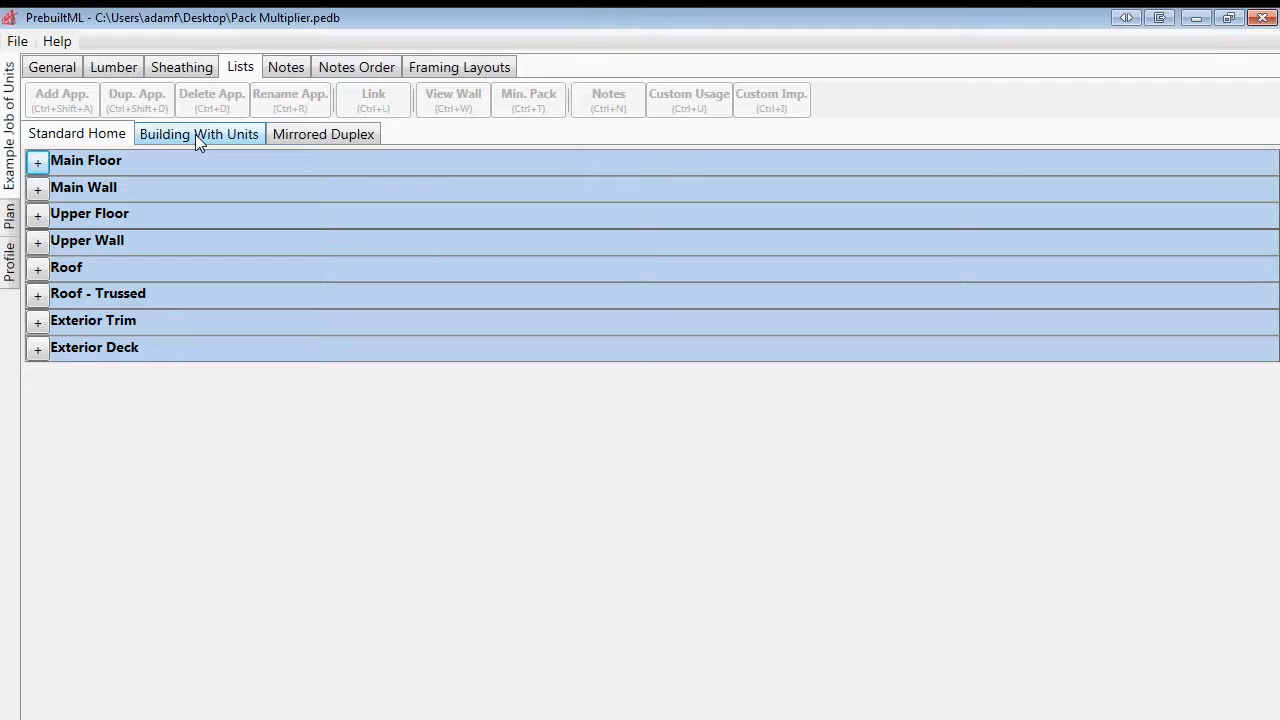 PrebuiltML - C:\Users\adamf\Desktop\Pack Multiplier.pedb
File Help
General Lumber Sheathing Lists Notes Notes Order Framing Layouts
Add App. Dup. App. Delete App. Rename App. Link View Wall Min. Pack Notes Custom Usage Custom Imp.
(Ctrl+Shift+A) (Ctrl+Shift+D) (Ctrl+D) (Ctrl+R) (Ctrl+L) (Ctrl+W) (Ctrl+T) (Ctrl+N) (Ctrl+U) (Ctrl+I)
Standard Home Building With Units Mirrored Duplex
+ Main Floor
+ Main Wall
+ Upper Floor
+ Upper Wall
+ Roof
+ Roof - Trussed
+ Exterior Trim
+ Exterior Deck
Example Job of Units
Plan
Profile